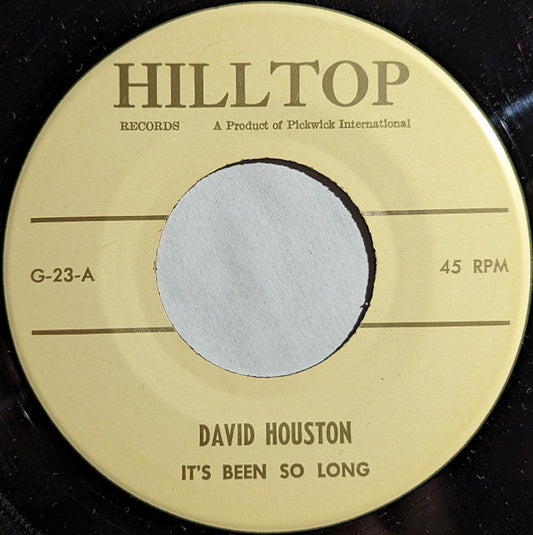 HILLTOP
RECORDS A Product of Pickwick International
G-23-A 45 RPM
DAVID HOUSTON
IT'S BEEN SO LONG